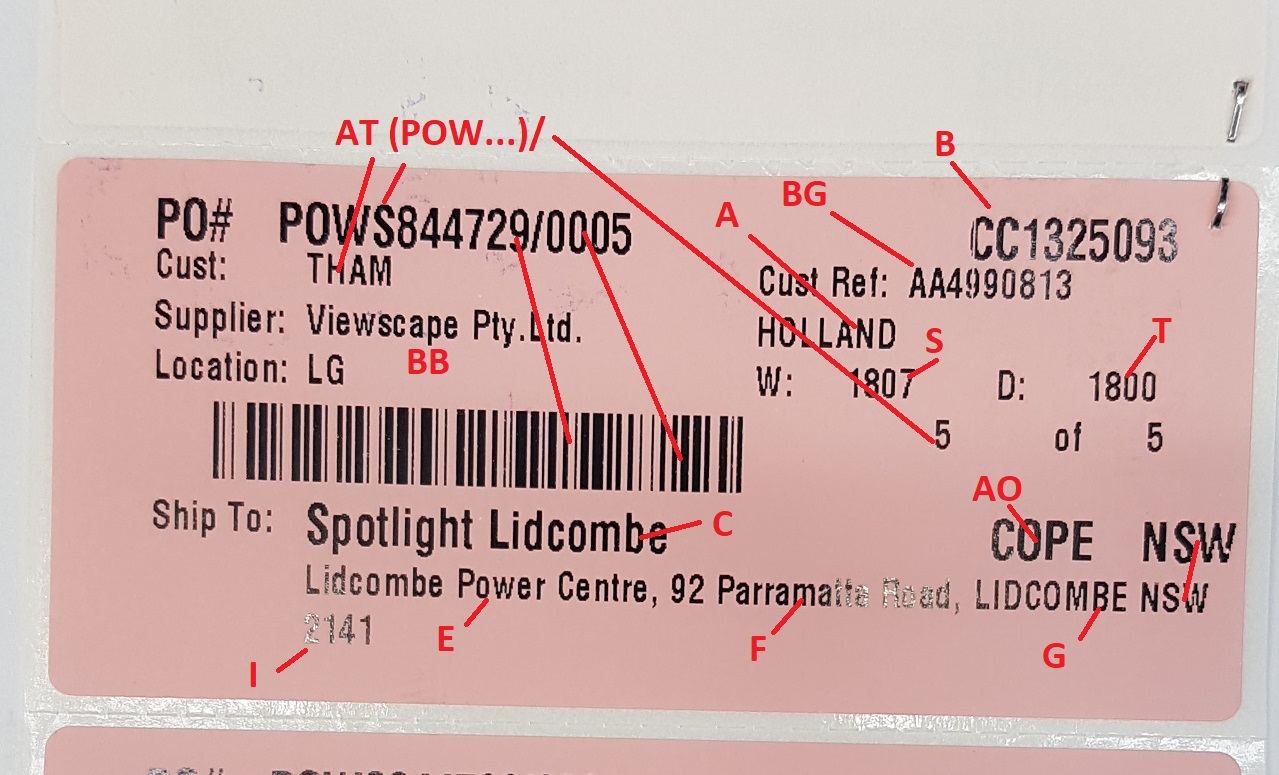 AT (POW...)/
B
BG
A
PO# POWS844729/0005
CC1325093
Cust: THAM
Cust Ref: AA4990813
Supplier: Viewscape Pty.Ltd.
HOLLAND
S
T
Location: LG
BB
W: 1807 D: 1800
5 of 5
AO
Ship To: Spotlight Lidcombe
C
COPE NSW
Lidcombe Power Centre, 92 Parramatta Road, LIDCOMBE NSW
2141
E
F
G
I